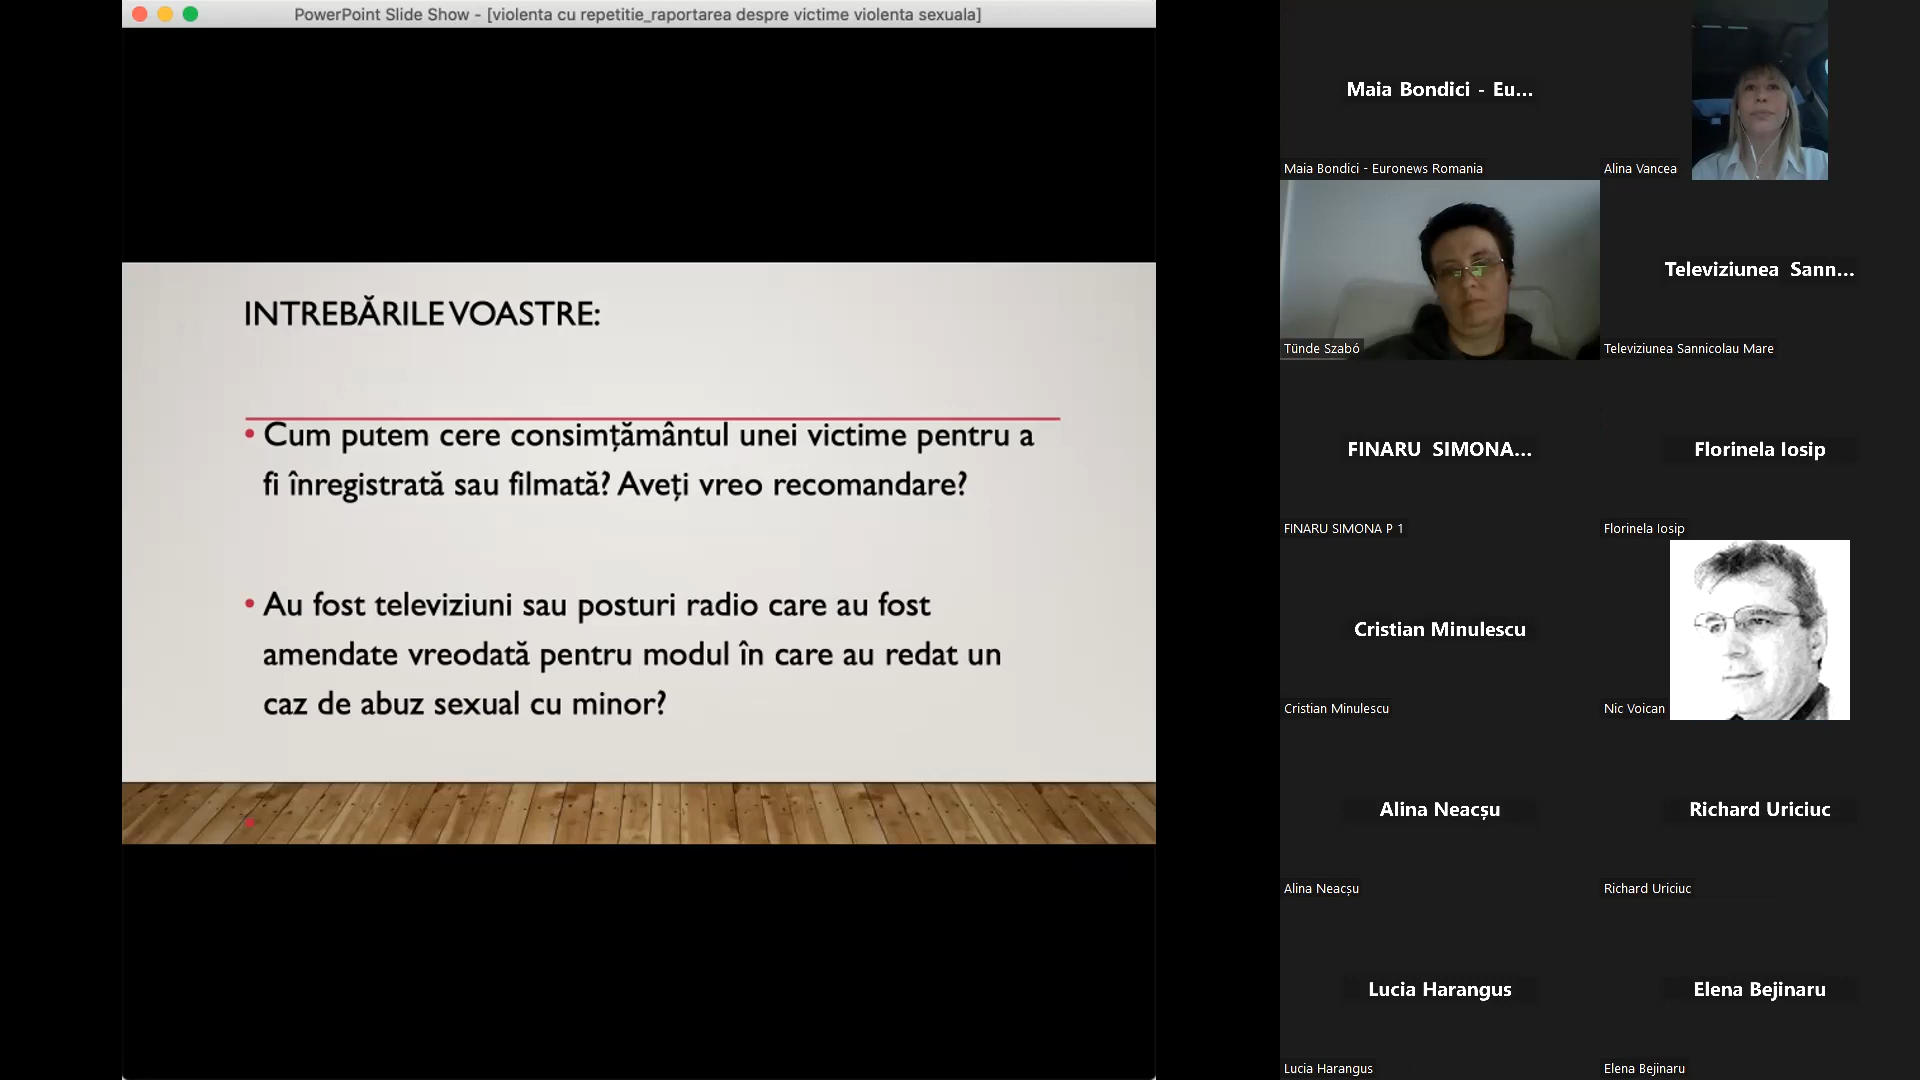 PowerPoint Slide Show - [violenta cu repetitie_raportarea despre victime violenta sexuala]
INTREBĂRILE VOASTRE:
• Cum putem cere consimțământul unei victime pentru a
fi înregistrată sau filmată? Aveți vreo recomandare?
• Au fost televiziuni sau posturi radio care au fost
amendate vreodată pentru modul în care au redat un
caz de abuz sexual cu minor?
Maia Bondici - Eu...
Maia Bondici - Euronews Romania
Alina Vancea
Tünde Szabó
Televiziunea Sann...
Televiziunea Sannicolau Mare
FINARU SIMONA...
FINARU SIMONA P 1
Florinela Iosip
Florinela Iosip
Cristian Minulescu
Cristian Minulescu
Nic Voican
Alina Neacșu
Alina Neacșu
Richard Uriciuc
Richard Uriciuc
Lucia Harangus
Lucia Harangus
Elena Bejinaru
Elena Bejinaru